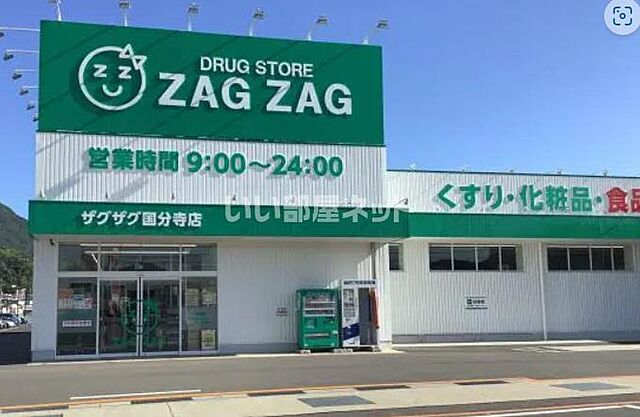 DRUG STORE
ZAG ZAG
営業時間 9:00～24:00
くすり・化粧品・食品
ザグザグ国分寺店
いい部屋ネット